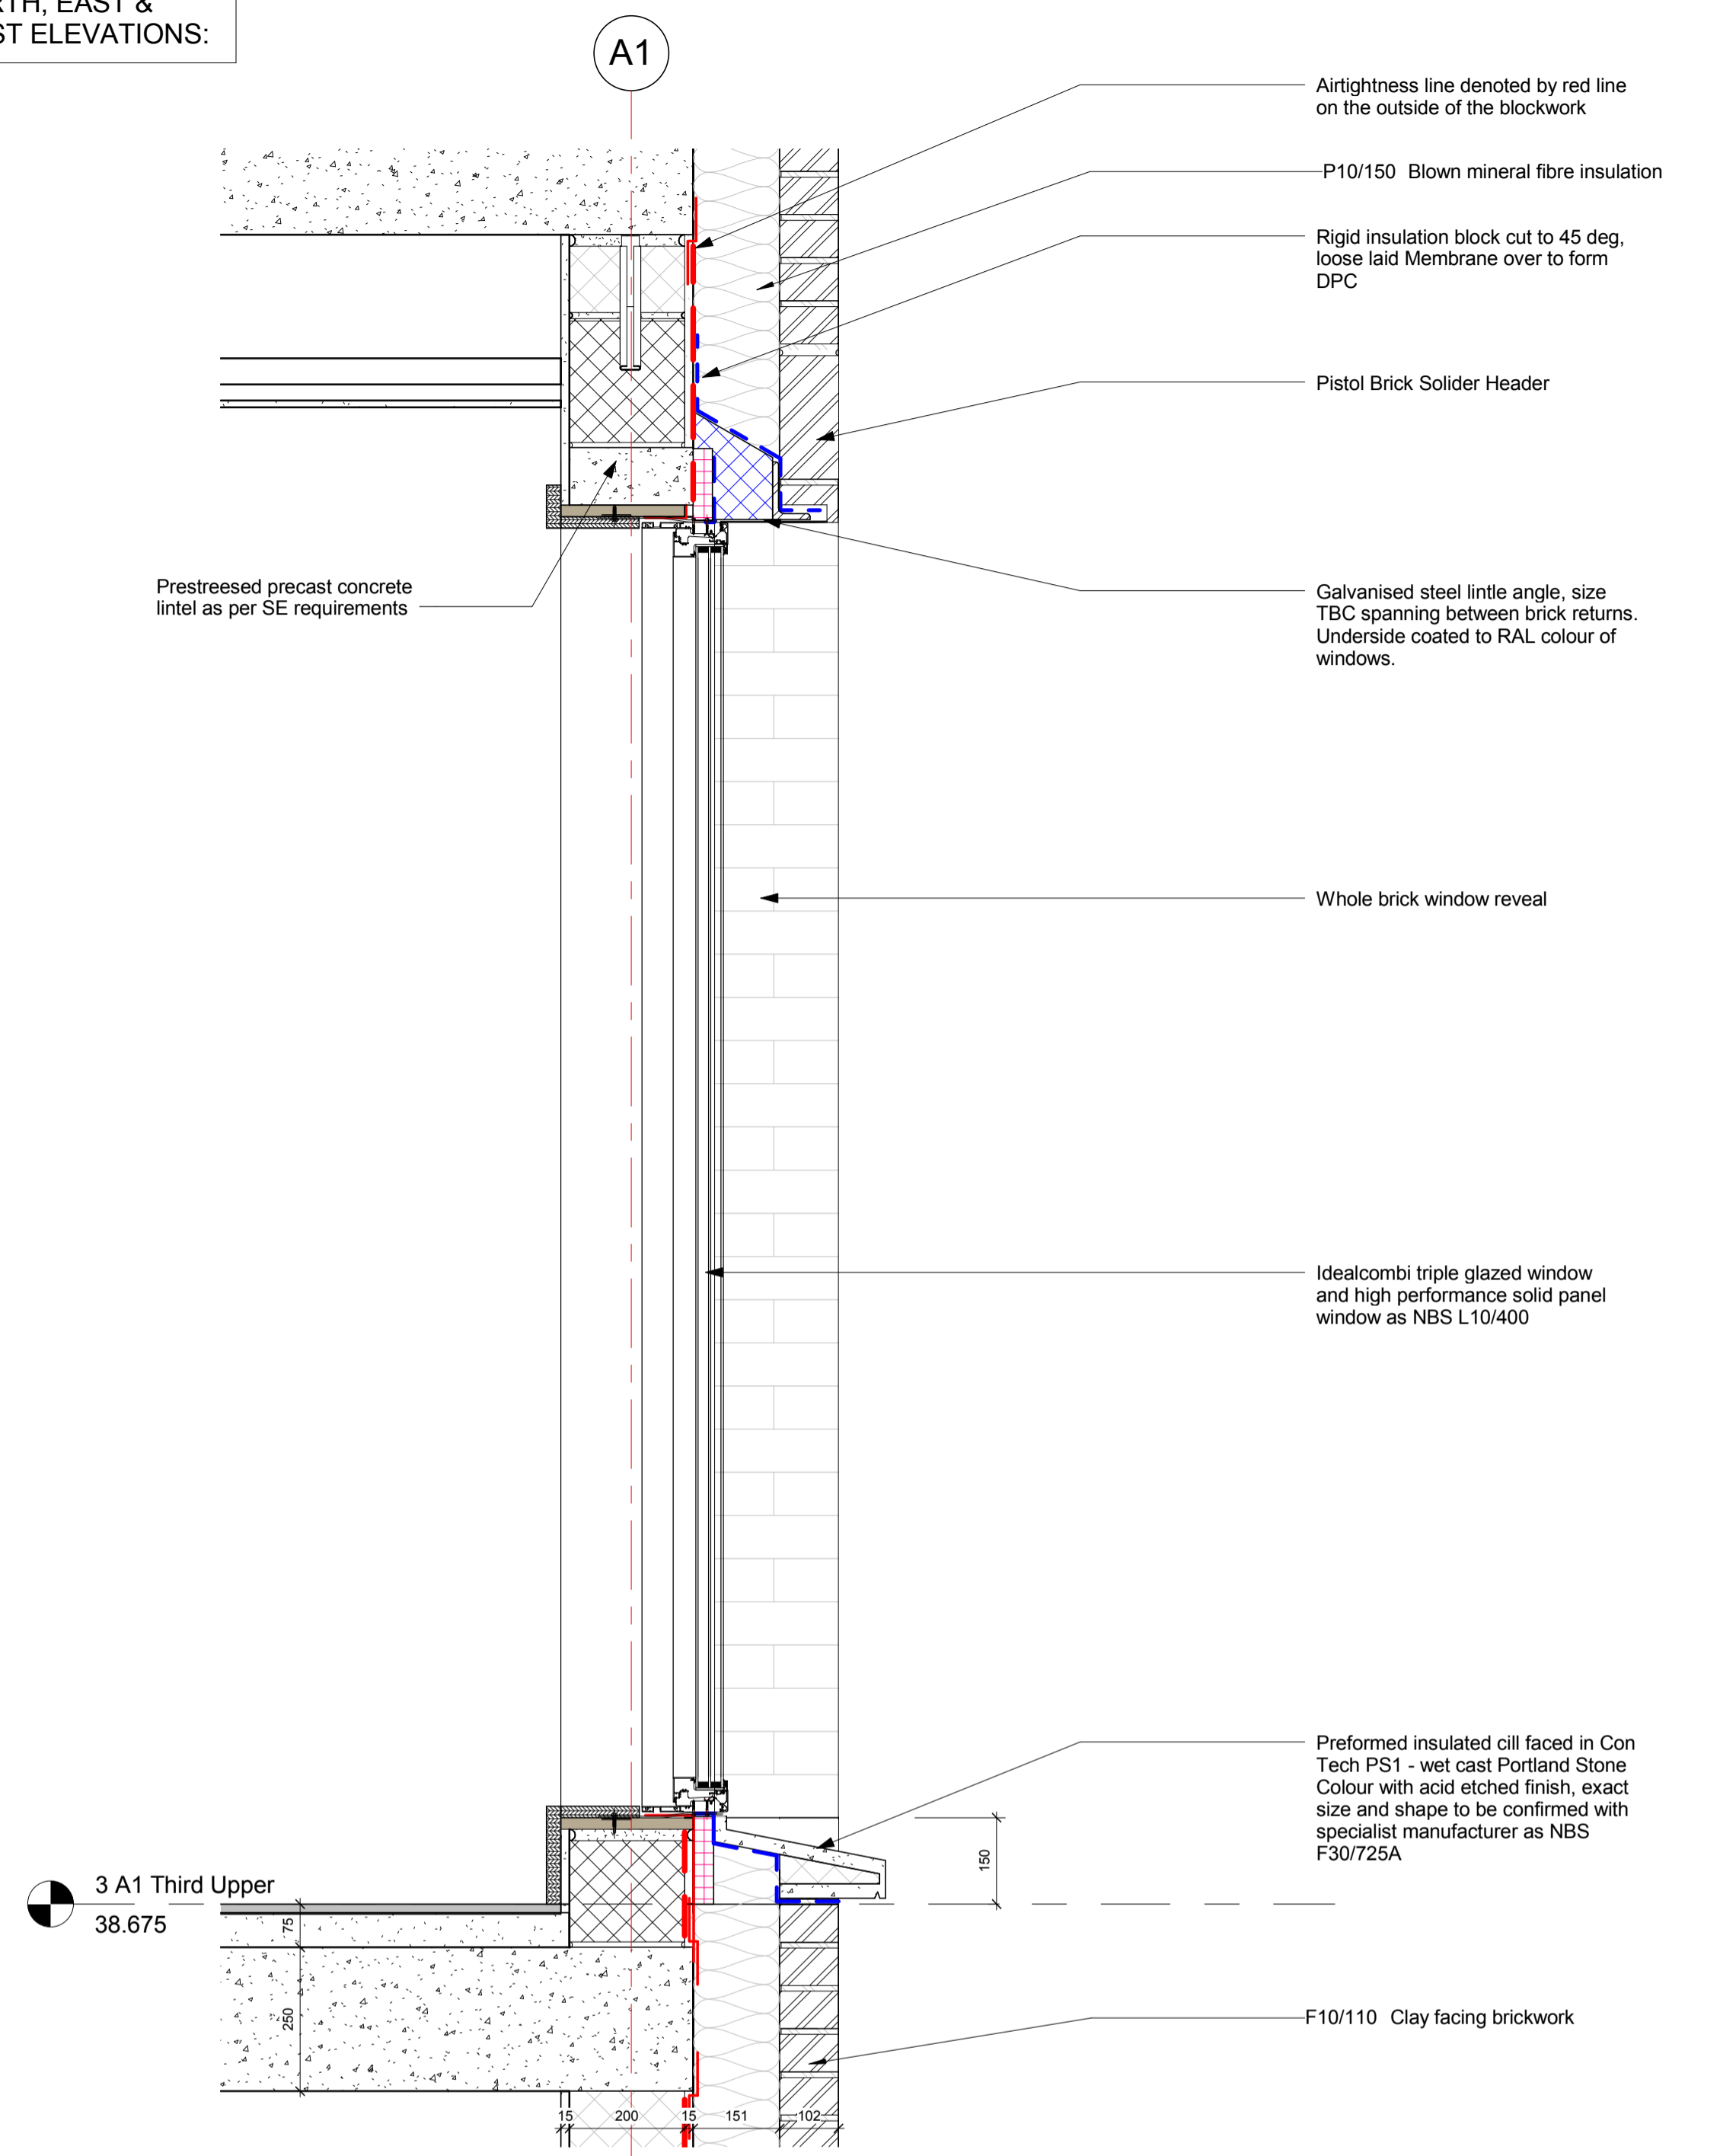 EAST &
ST ELEVATIONS:
A1
Airtightness line denoted by red line
on the outside of the blockwork
P10/150 Blown mineral fibre insulation
Rigid insulation block cut to 45 deg,
loose laid Membrane over to form
DPC
Pistol Brick Solider Header
Prestreesed precast concrete
lintel as per SE requirements
Galvanised steel lintle angle, size
TBC spanning between brick returns.
Underside coated to RAL colour of
windows.
Whole brick window reveal
Idealcombi triple glazed window
and high performance solid panel
window as NBS L10/400
Preformed insulated cill faced in Con
Tech PS1 - wet cast Portland Stone
Colour with acid etched finish, exact
size and shape to be confirmed with
specialist manufacturer as NBS
F30/725A
150
3 A1 Third Upper
38.675
75
250
F10/110 Clay facing brickwork
15 200 15 151 102